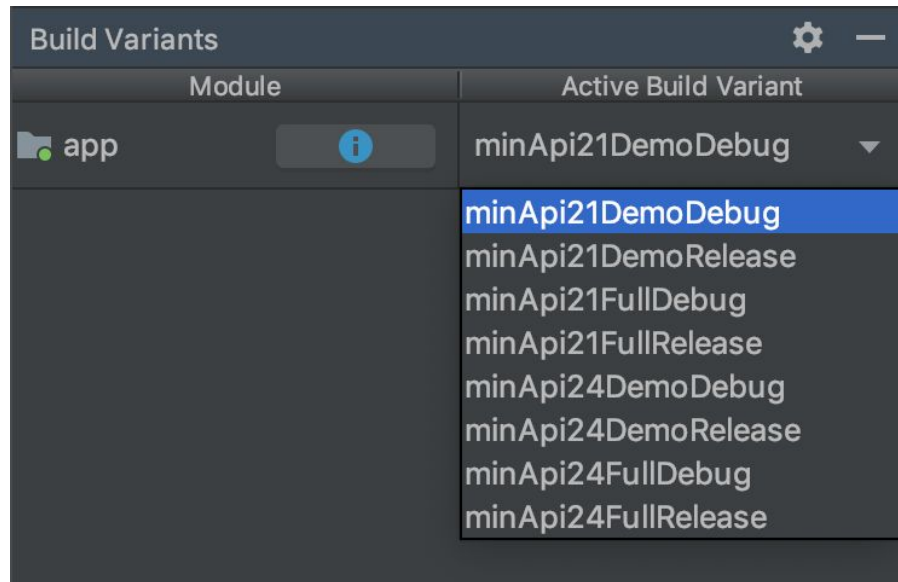 Build Variants
Module Active Build Variant
app minApi21DemoDebug
minApi21DemoDebug
minApi21DemoRelease
minApi21FullDebug
minApi21FullRelease
minApi24DemoDebug
minApi24DemoRelease
minApi24FullDebug
minApi24FullRelease